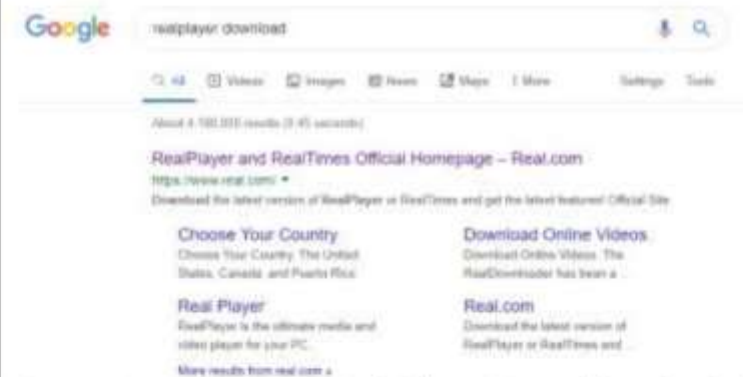 Google
realplayer download
All Videos Images News Maps More Settings Tools
results (0.45 seconds)
RealPlayer and RealTimes Official Homepage – Real.com
https://www.real.com/
Download the latest version of RealPlayer or RealTimes and get the latest features! Official Site
Choose Your Country
Choose Your Country. The United
States, Canada, and Puerto Rico
Download Online Videos
Download Online Videos. The
RealDownloader has been a
Real Player
RealPlayer is the ultimate media and
video player for your PC.
Real.com
Download the latest version of
RealPlayer or RealTimes and
More results from real.com »